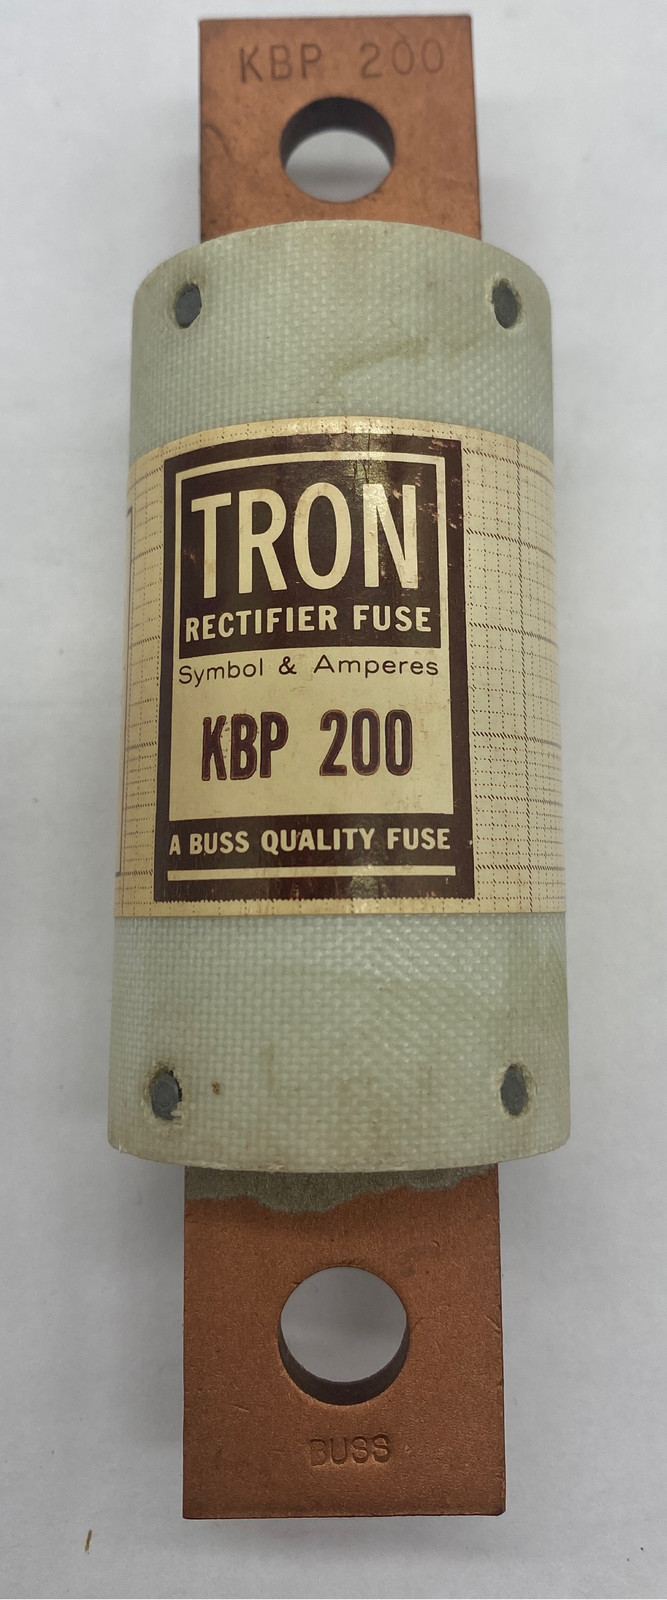 KBP 200
TRON
RECTIFIER FUSE
Symbol & Amperes
KBP 200
A BUSS QUALITY FUSE
BUSS